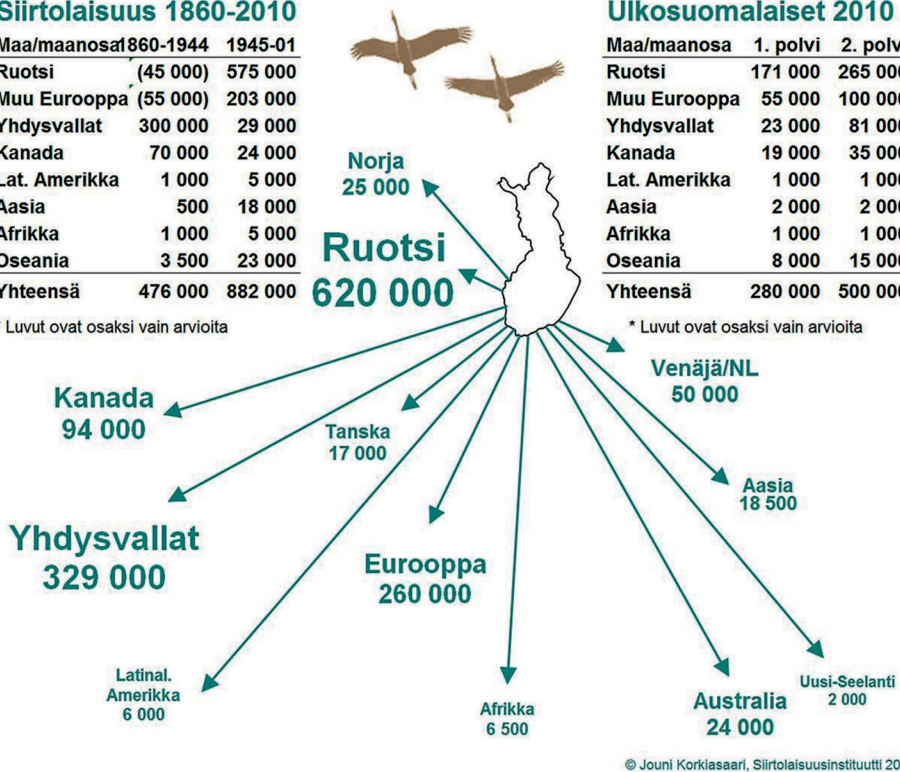 Siirtolaisuus 1860-2010
Maa/maanosa 1860-1944 1945-01
Ruotsi (45 000) 575 000
Muu Eurooppa (55 000) 203 000
Yhdysvallat 300 000 29 000
Kanada 70 000 24 000
Lat. Amerikka 1 000 5 000
Aasia 500 18 000
Afrikka 1 000 5 000
Oseania 3 500 23 000
Yhteensä 476 000 882 000
* Luvut ovat osaksi vain arvioita
Ulkosuomalaiset 2010
Maa/maanosa 1. polvi 2. polvi
Ruotsi 171 000 265 000
Muu Eurooppa 55 000 100 000
Yhdysvallat 23 000 81 000
Kanada 19 000 35 000
Lat. Amerikka 1 000 1 000
Aasia 2 000 2 000
Afrikka 1 000 1 000
Oseania 8 000 15 000
Yhteensä 280 000 500 000
* Luvut ovat osaksi vain arvioita
Norja
25 000
Ruotsi
620 000
Kanada
94 000
Tanska
17 000
Venäjä/NL
50 000
Aasia
18 500
Yhdysvallat
329 000
Eurooppa
260 000
Latinal.
Amerikka
6 000
Afrikka
6 500
Australia
24 000
Uusi-Seelanti
2 000
© Jouni Korkiasaari, Siirtolaisuusinstituutti